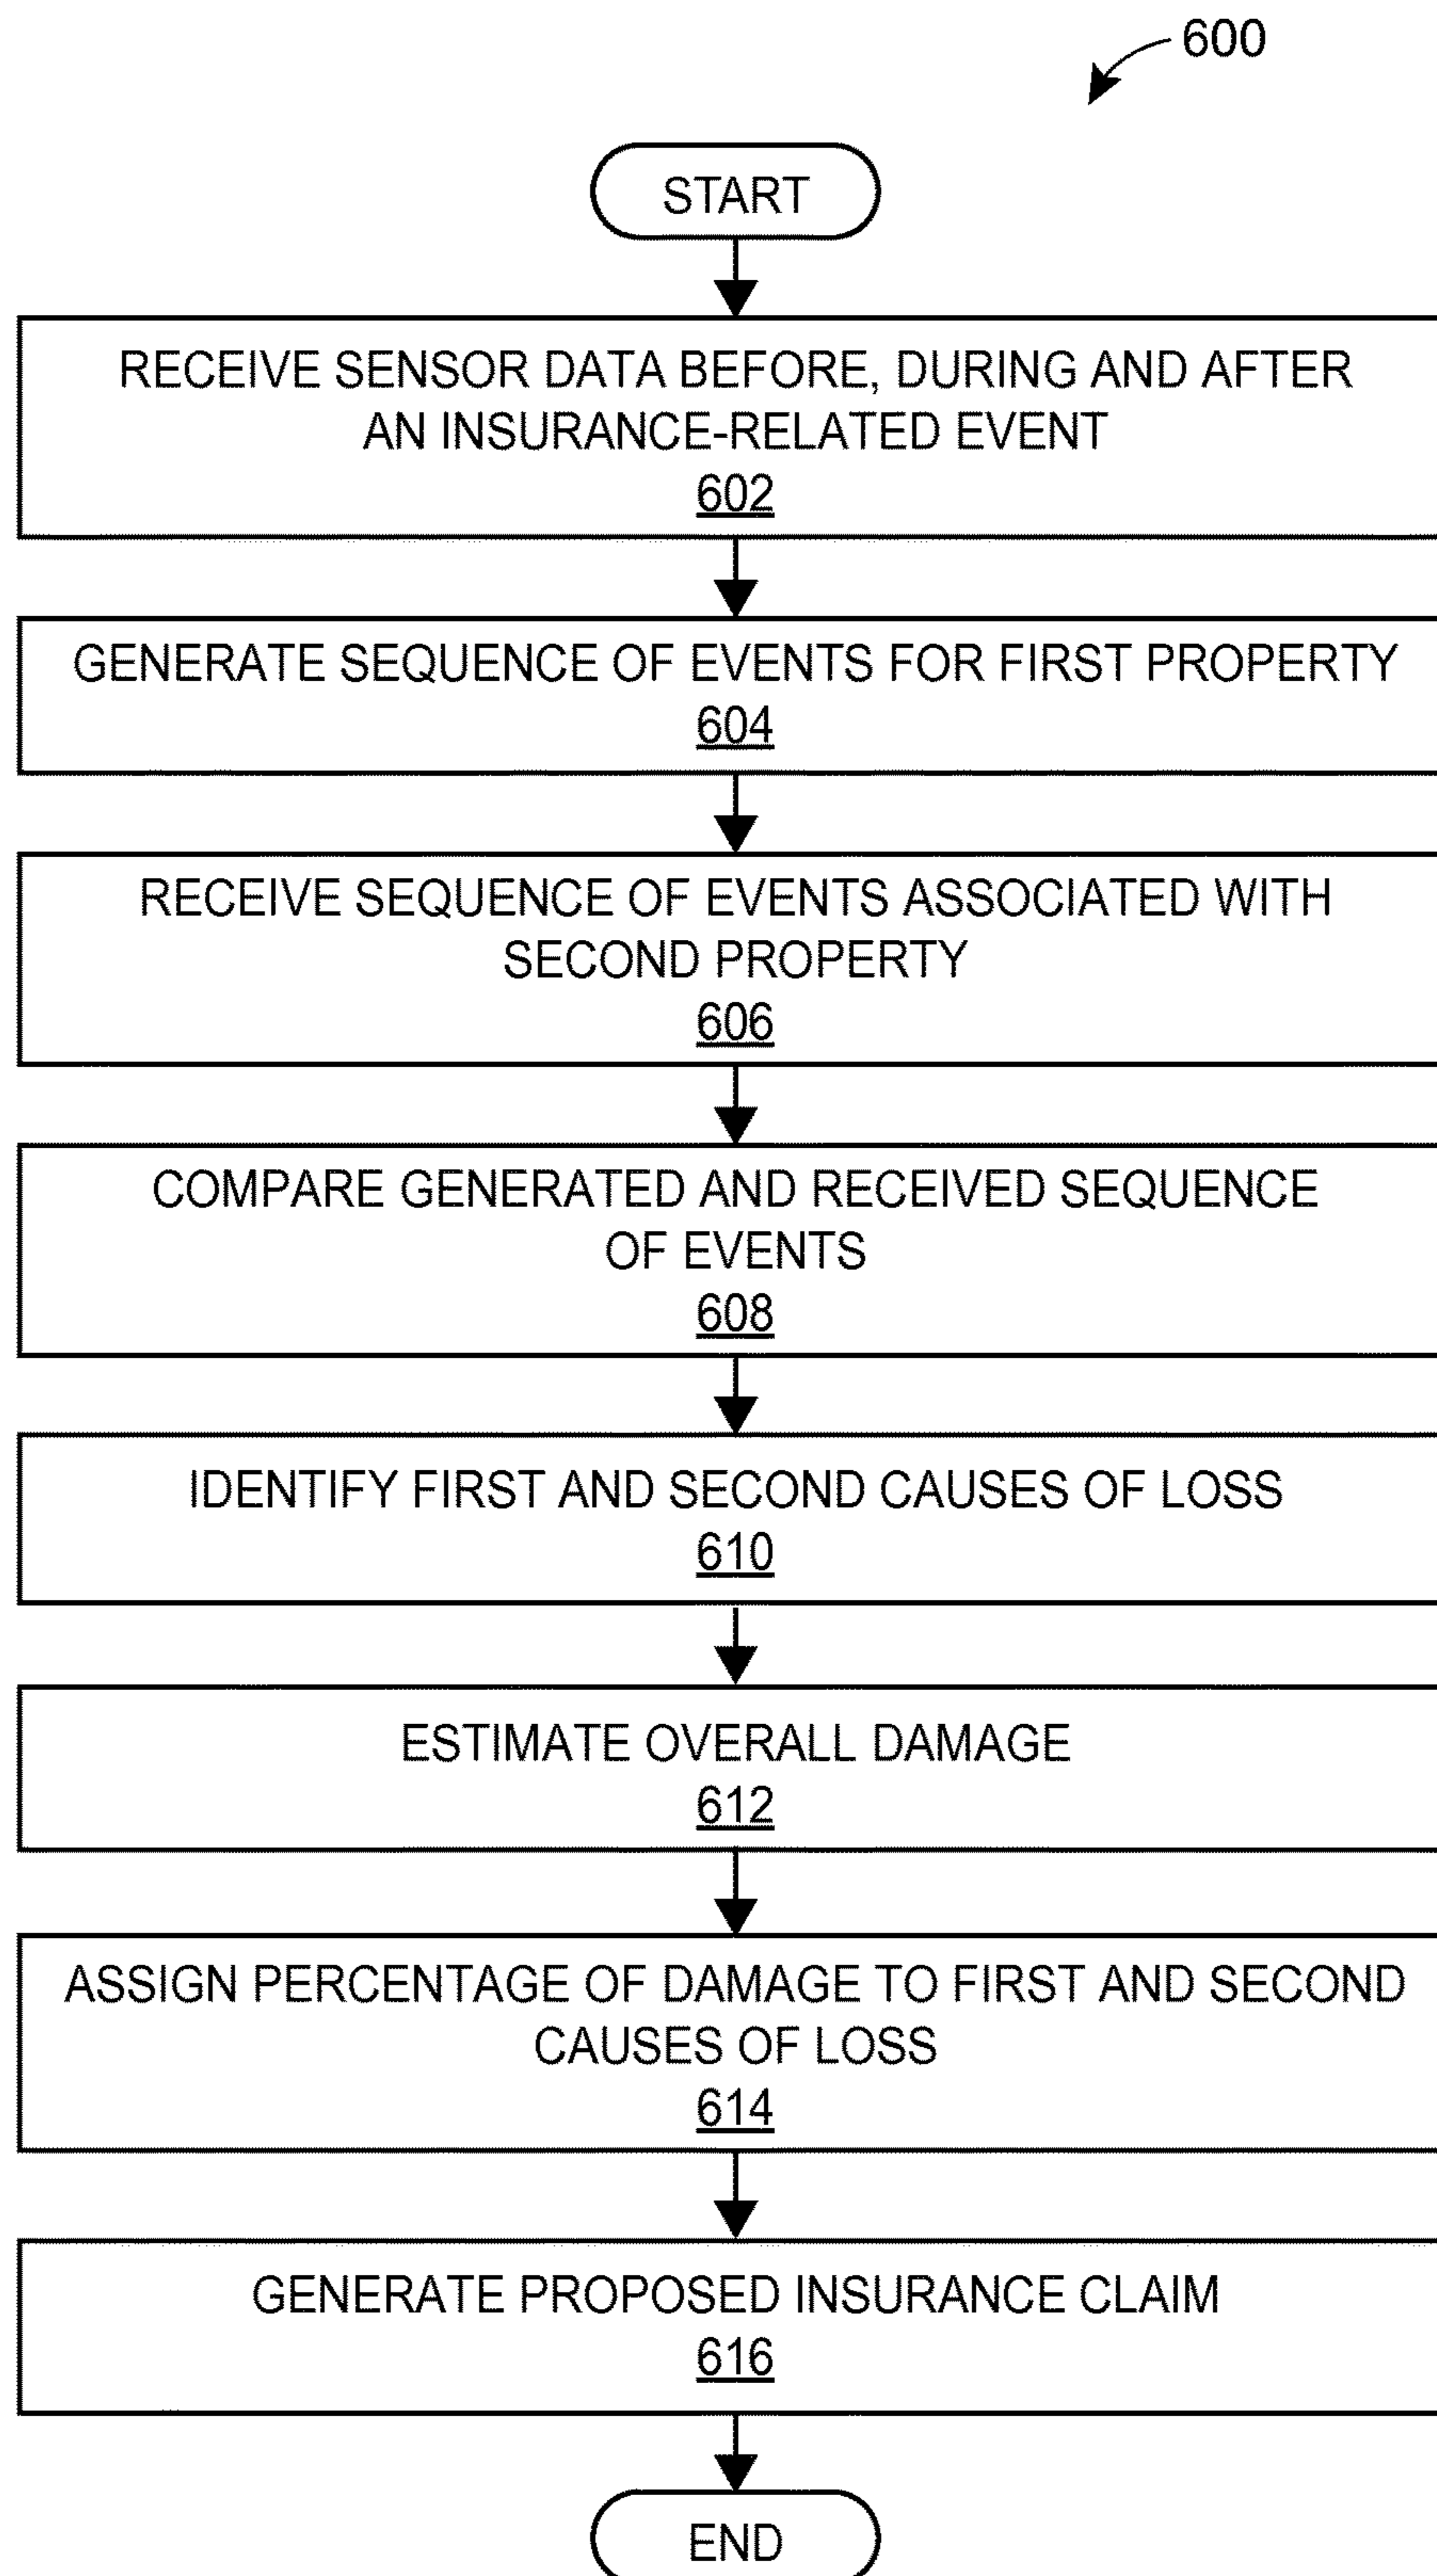 600
START
RECEIVE SENSOR DATA BEFORE, DURING AND AFTER
AN INSURANCE-RELATED EVENT
602
GENERATE SEQUENCE OF EVENTS FOR FIRST PROPERTY
604
RECEIVE SEQUENCE OF EVENTS ASSOCIATED WITH
SECOND PROPERTY
606
COMPARE GENERATED AND RECEIVED SEQUENCE
OF EVENTS
608
IDENTIFY FIRST AND SECOND CAUSES OF LOSS
610
ESTIMATE OVERALL DAMAGE
612
ASSIGN PERCENTAGE OF DAMAGE TO FIRST AND SECOND
CAUSES OF LOSS
614
GENERATE PROPOSED INSURANCE CLAIM
616
END